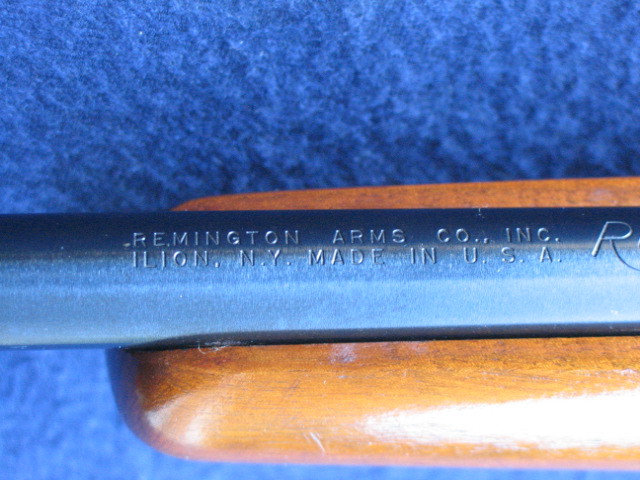 REMINGTON ARMS CO., INC.
ILION, N.Y. MADE IN U.S.A.